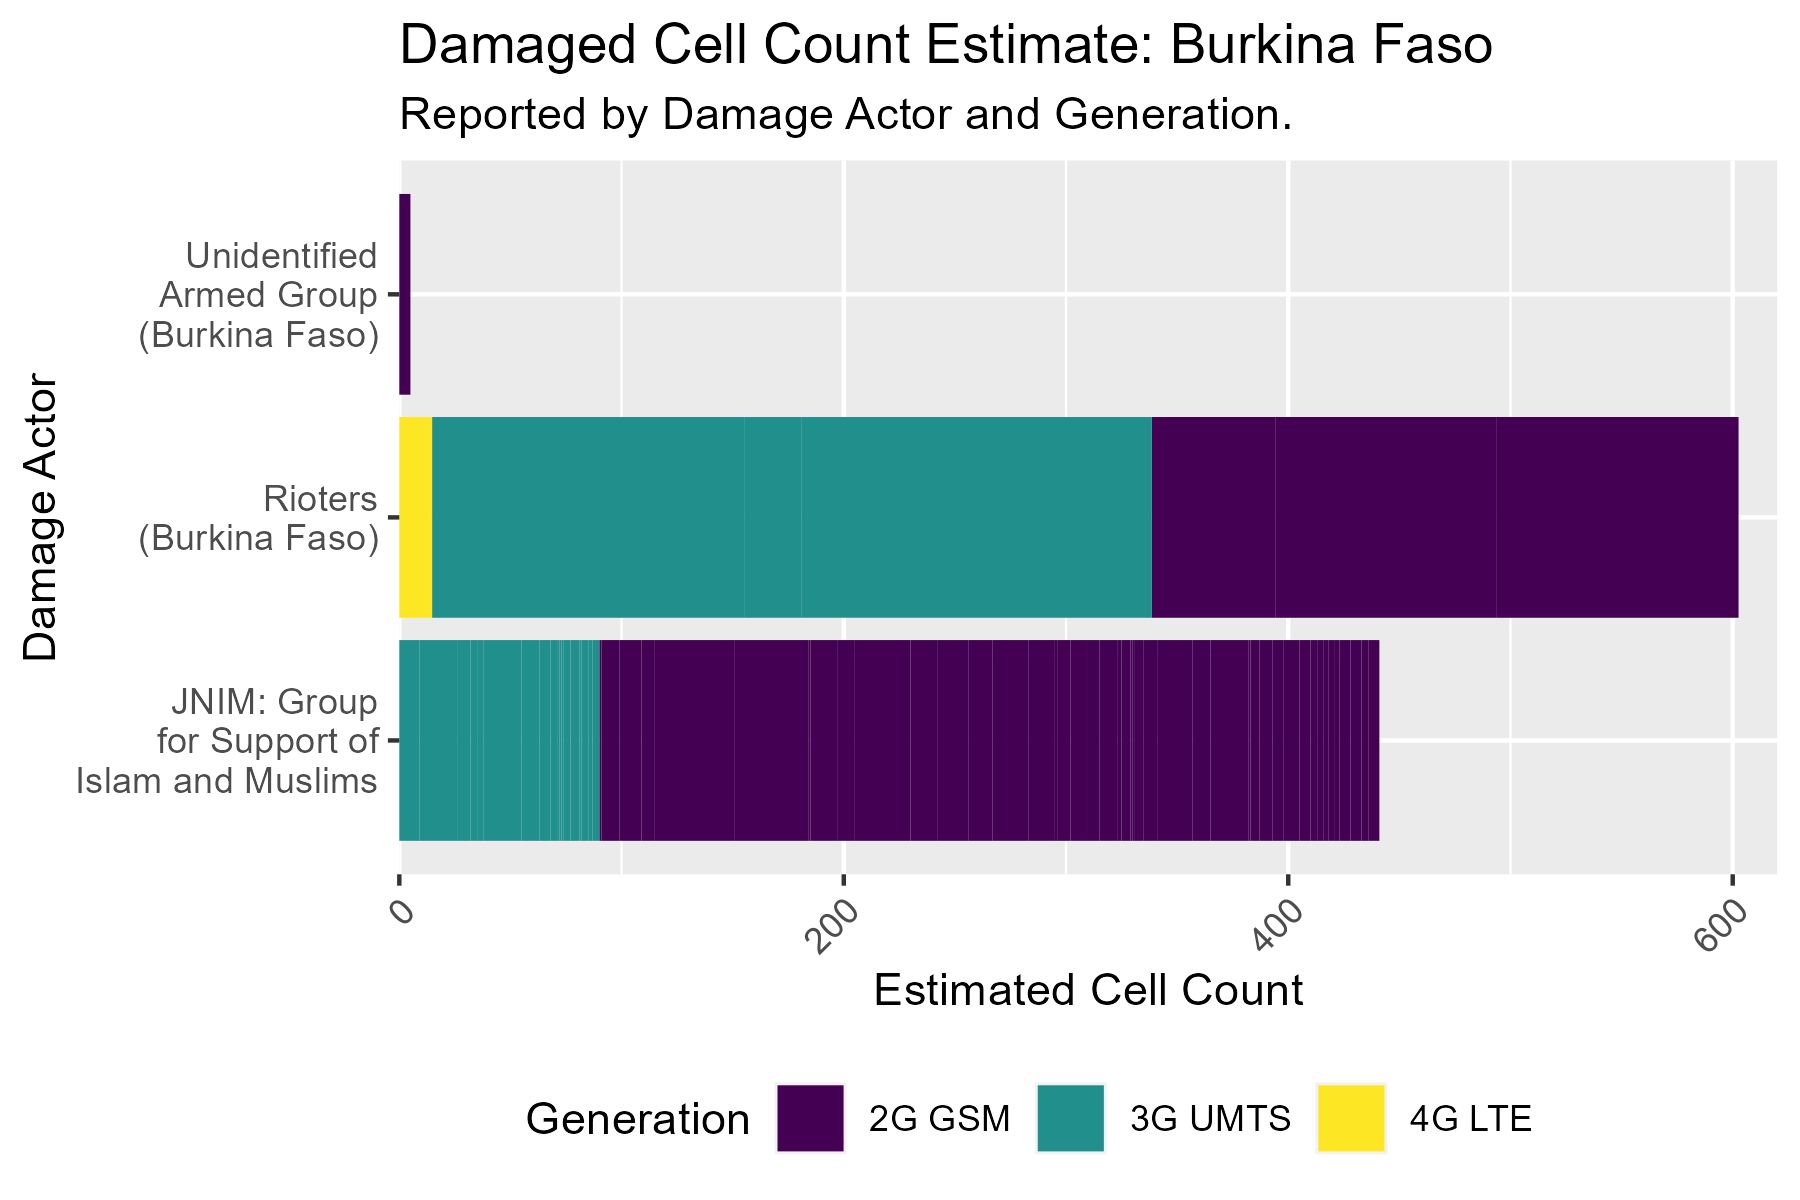 Damaged Cell Count Estimate: Burkina Faso
Reported by Damage Actor and Generation.
Damage Actor
Unidentified
Armed Group
(Burkina Faso)
Rioters
(Burkina Faso)
JNIM: Group
for Support of
Islam and Muslims
0
200
400
600
Estimated Cell Count
Generation
2G GSM
3G UMTS
4G LTE